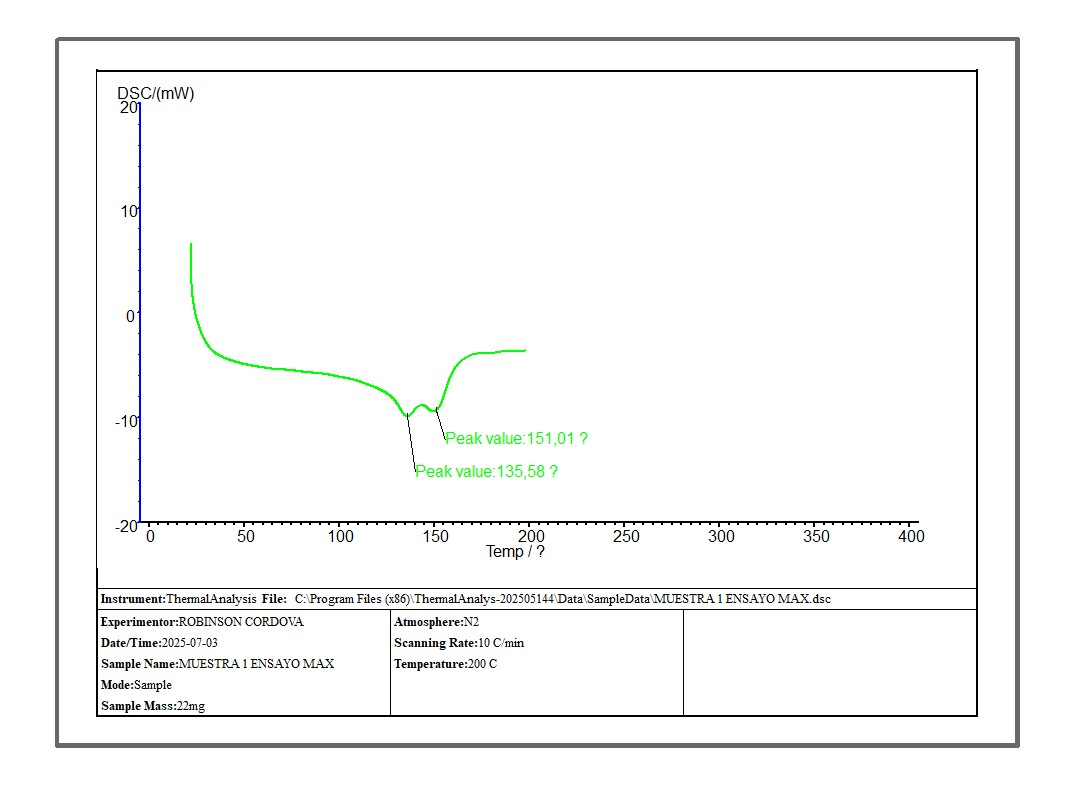 DSC/(mW)
20
10
0
-10
-20
Peak value:151,01 ?
Peak value:135,58 ?
0 50 100 150 200 250 300 350 400
Temp / ?
Instrument:ThermalAnalysis File: C:\Program Files (x86)\ThermalAnalys-202505144\Data\SampleData\MUESTRA 1 ENSAYO MAX.dsc
Experimentor:ROBINSON CORDOVA
Date/Time:2025-07-03
Sample Name:MUESTRA 1 ENSAYO MAX
Mode:Sample
Sample Mass:22mg
Atmosphere:N2
Scanning Rate:10 C/min
Temperature:200 C